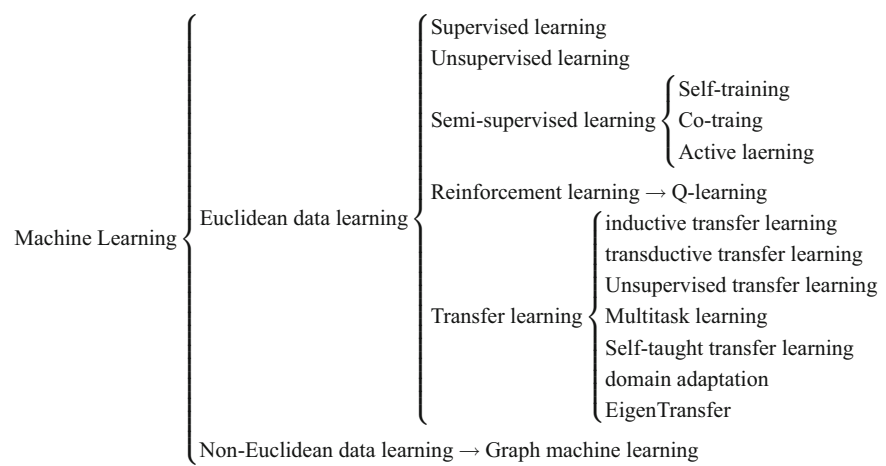 Supervised learning
Unsupervised learning
Self-training
Semi-supervised learning
Co-traing
Active laerning
Reinforcement learning → Q-learning
Euclidean data learning
inductive transfer learning
Machine Learning
transductive transfer learning
Unsupervised transfer learning
Transfer learning
Multitask learning
Self-taught transfer learning
domain adaptation
EigenTransfer
Non-Euclidean data learning → Graph machine learning